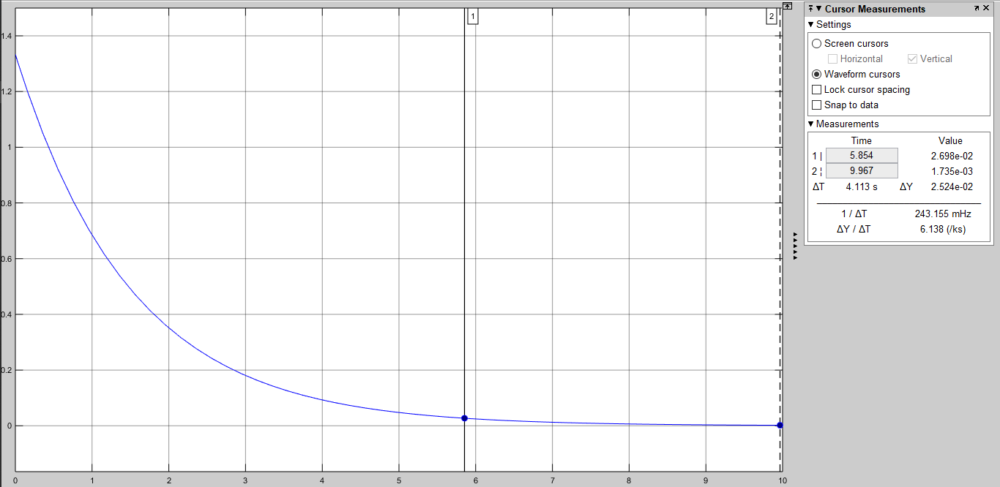 Cursor Measurements
Settings
Screen cursors
Horizontal Vertical
Waveform cursors
Lock cursor spacing
Snap to data
Measurements
Time Value
1 | 5.854 2.698e-02
2 ¦ 9.967 1.735e-03
ΔT 4.113 s ΔY 2.524e-02
1 / ΔT 243.155 mHz
ΔY / ΔT 6.138 (/ks)
1 2
1.4
1.2
1
0.8
0.6
0.4
0.2
0
0 1 2 3 4 5 6 7 8 9 10